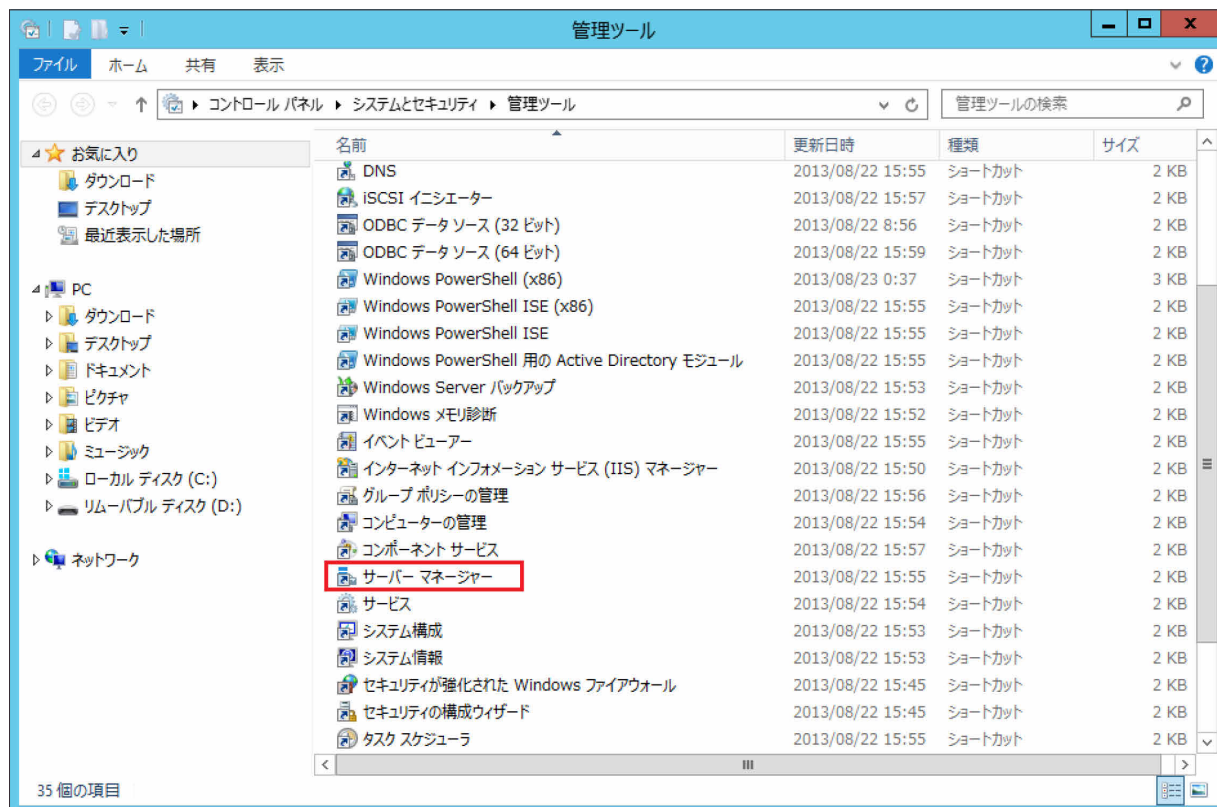 管理ツール
ファイル ホーム 共有 表示
コントロール パネル システムとセキュリティ 管理ツール 管理ツールの検索
お気に入り
ダウンロード
デスクトップ
最近表示した場所
PC
ダウンロード
デスクトップ
ドキュメント
ピクチャ
ビデオ
ミュージック
ローカル ディスク (C:)
リムーバブル ディスク (D:)
ネットワーク
名前 更新日時 種類 サイズ
DNS 2013/08/22 15:55 ショートカット 2 KB
iSCSI イニシエーター 2013/08/22 15:57 ショートカット 2 KB
ODBC データ ソース (32 ビット) 2013/08/22 8:56 ショートカット 2 KB
ODBC データ ソース (64 ビット) 2013/08/22 15:59 ショートカット 2 KB
Windows PowerShell (x86) 2013/08/23 0:37 ショートカット 3 KB
Windows PowerShell ISE (x86) 2013/08/22 15:55 ショートカット 2 KB
Windows PowerShell ISE 2013/08/22 15:55 ショートカット 2 KB
Windows PowerShell 用の Active Directory モジュール 2013/08/22 15:55 ショートカット 2 KB
Windows Server バックアップ 2013/08/22 15:53 ショートカット 2 KB
Windows メモリ診断 2013/08/22 15:52 ショートカット 2 KB
イベント ビューアー 2013/08/22 15:55 ショートカット 2 KB
インターネット インフォメーション サービス (IIS) マネージャー 2013/08/22 15:50 ショートカット 2 KB
グループ ポリシーの管理 2013/08/22 15:56 ショートカット 2 KB
コンピューターの管理 2013/08/22 15:54 ショートカット 2 KB
コンポーネント サービス 2013/08/22 15:57 ショートカット 2 KB
サーバー マネージャー 2013/08/22 15:55 ショートカット 2 KB
サービス 2013/08/22 15:54 ショートカット 2 KB
システム構成 2013/08/22 15:53 ショートカット 2 KB
システム情報 2013/08/22 15:53 ショートカット 2 KB
セキュリティが強化された Windows ファイアウォール 2013/08/22 15:45 ショートカット 2 KB
セキュリティの構成ウィザード 2013/08/22 15:45 ショートカット 2 KB
タスク スケジューラ 2013/08/22 15:55 ショートカット 2 KB
35 個の項目